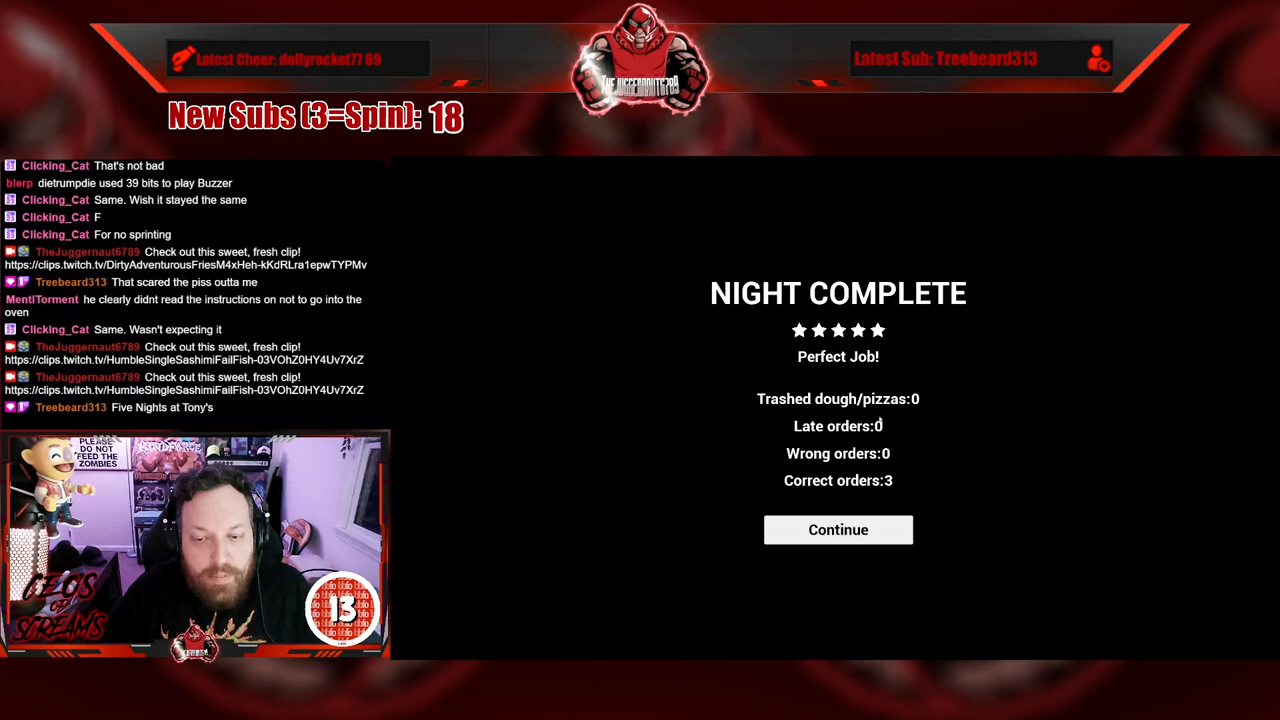 Latest Cheer: dollyrocket77 69
THEJUGGERNAUT6789
Latest Sub: Treebeard313
New Subs (3=Spin): 18
Clicking_Cat That's not bad
bierp dietrumpdie used 39 bits to play Buzzer
Clicking_Cat Same. Wish it stayed the same
Clicking_Cat F
Clicking_Cat For no sprinting
TheJuggernaut6789 Check out this sweet, fresh clip!
https://clips.twitch.tv/DirtyAdventurousFriesM4xHeh-kKdRLra1epwTYPMv
Treebeard313 That scared the piss outta me
MentlTorment he clearly didnt read the instructions on not to go into the
oven
Clicking_Cat Same. Wasn't expecting it
TheJuggernaut6789 Check out this sweet, fresh clip!
https://clips.twitch.tv/HumbleSingleSashimiFailFish-03VOhZ0HY4Uv7XrZ
TheJuggernaut6789 Check out this sweet, fresh clip!
https://clips.twitch.tv/HumbleSingleSashimiFailFish-03VOhZ0HY4Uv7XrZ
Treebeard313 Five Nights at Tony's
NIGHT COMPLETE
Perfect Job!
Trashed dough/pizzas:0
Late orders:0
Wrong orders:0
Correct orders:3
Continue
PLEASE
DO NOT
FEED THE
ZOMBIES
CEO'S
OF
SCREAMS
13